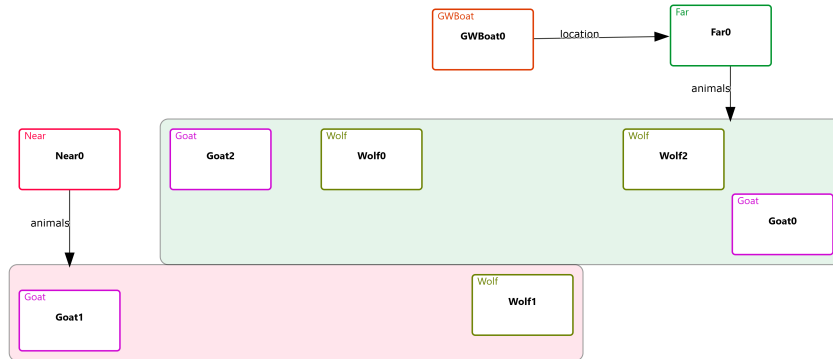 GWBoat
GWBoat0
location
Far
Far0
animals
Near
Near0
Goat
Goat2
Wolf
Wolf0
Wolf
Wolf2
Goat
Goat0
animals
Goat
Goat1
Wolf
Wolf1